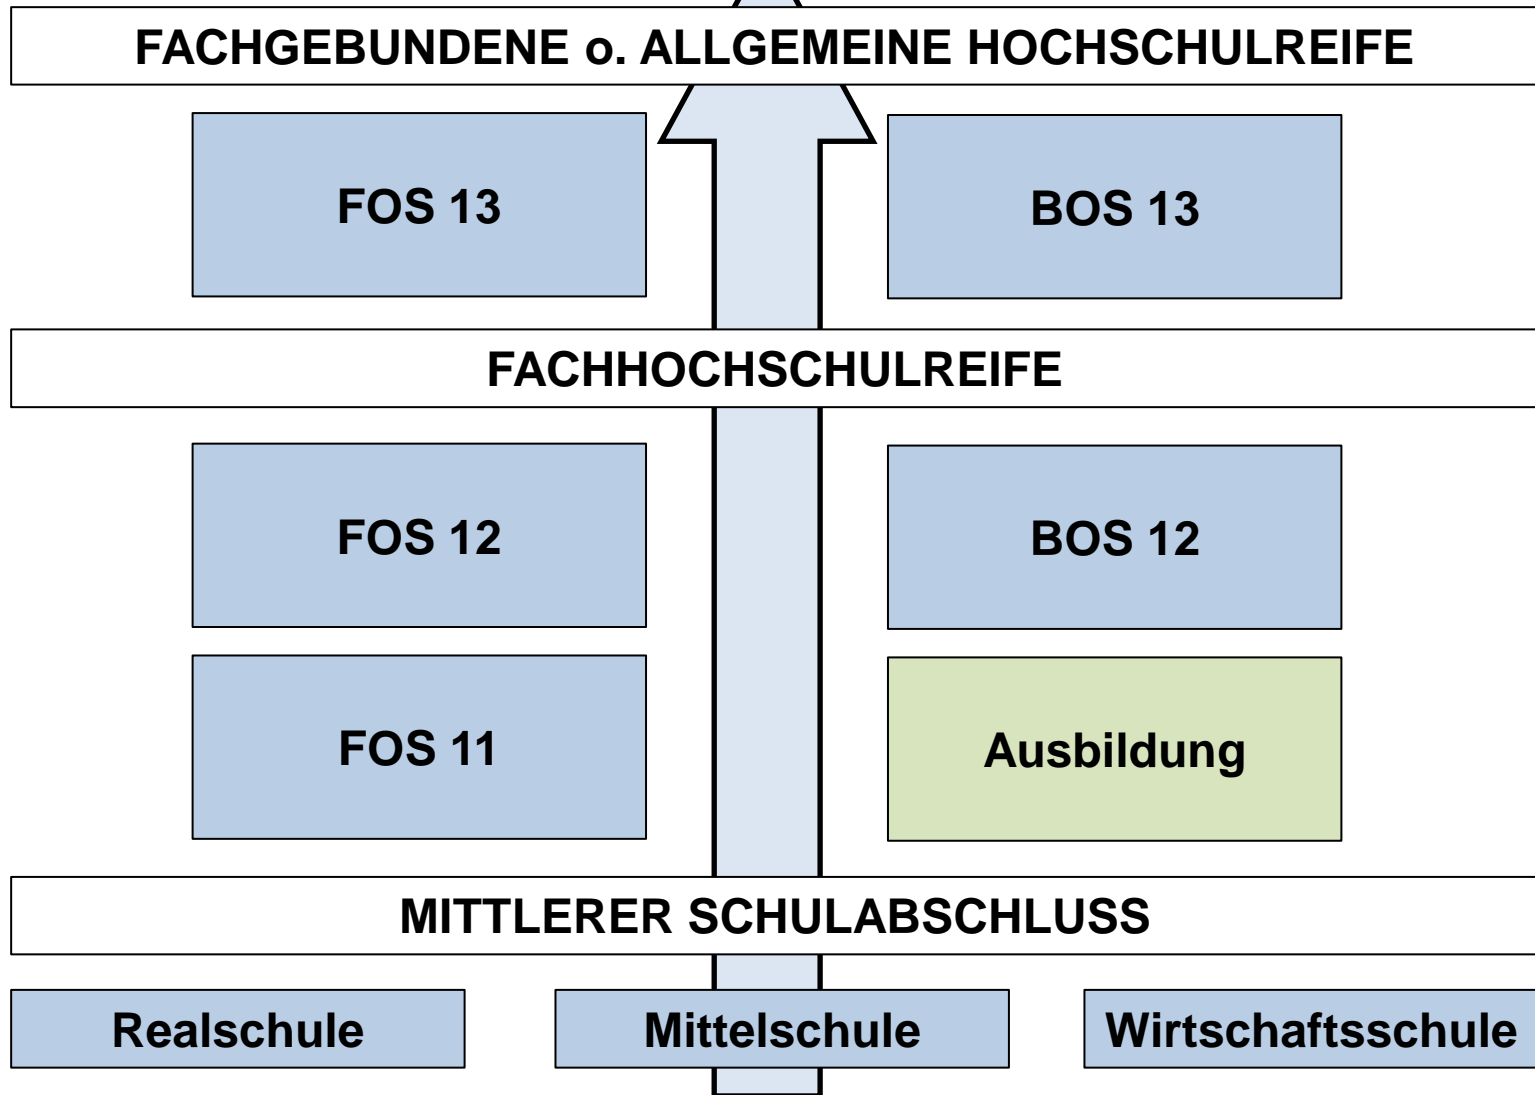 FACHGEBUNDENE o. ALLGEMEINE HOCHSCHULREIFE
FOS 13
BOS 13
FACHHOCHSCHULREIFE
FOS 12
BOS 12
FOS 11
Ausbildung
MITTLERER SCHULABSCHLUSS
Realschule
Mittelschule
Wirtschaftsschule